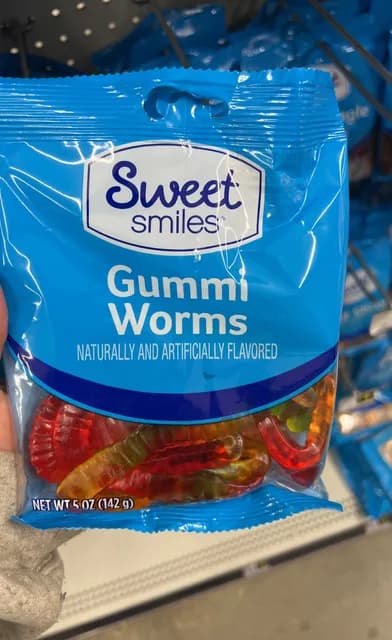 Sweet
smiles
Gummi
Worms
NATURALLY AND ARTIFICIALLY FLAVORED
NET WT 5 OZ (142 g)